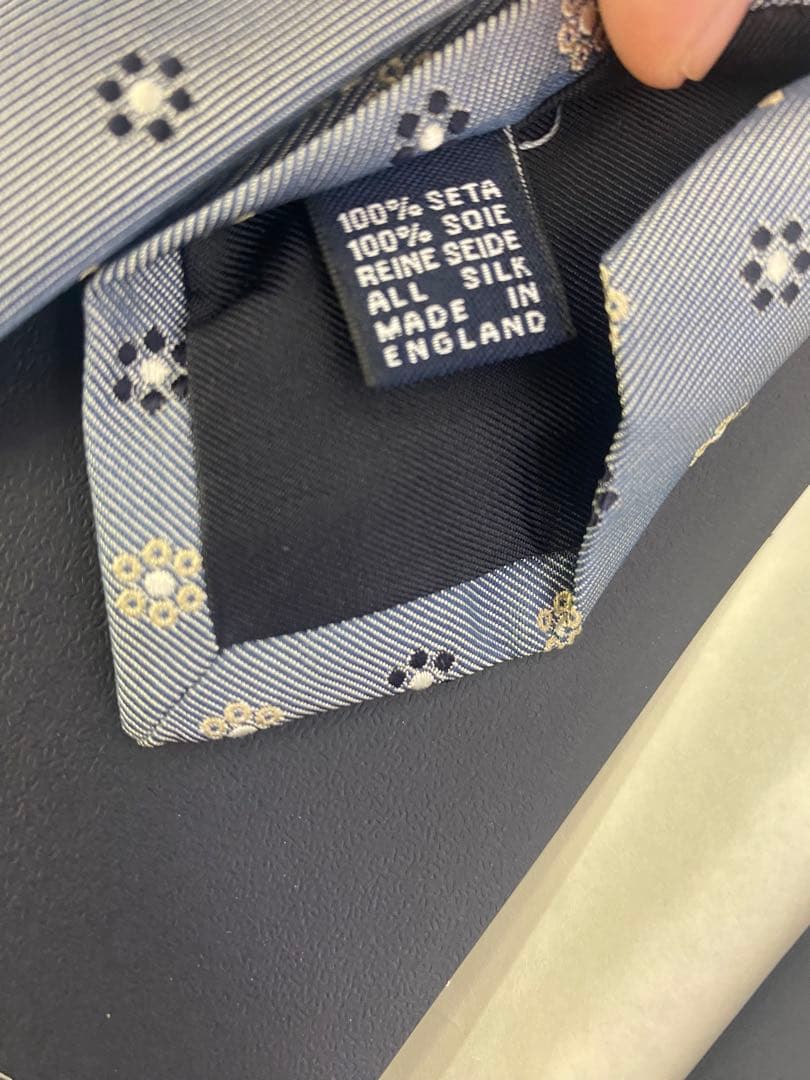 100% SETA
100% SOIE
REINE SEIDE
ALL SILK
MADE IN
ENGLAND